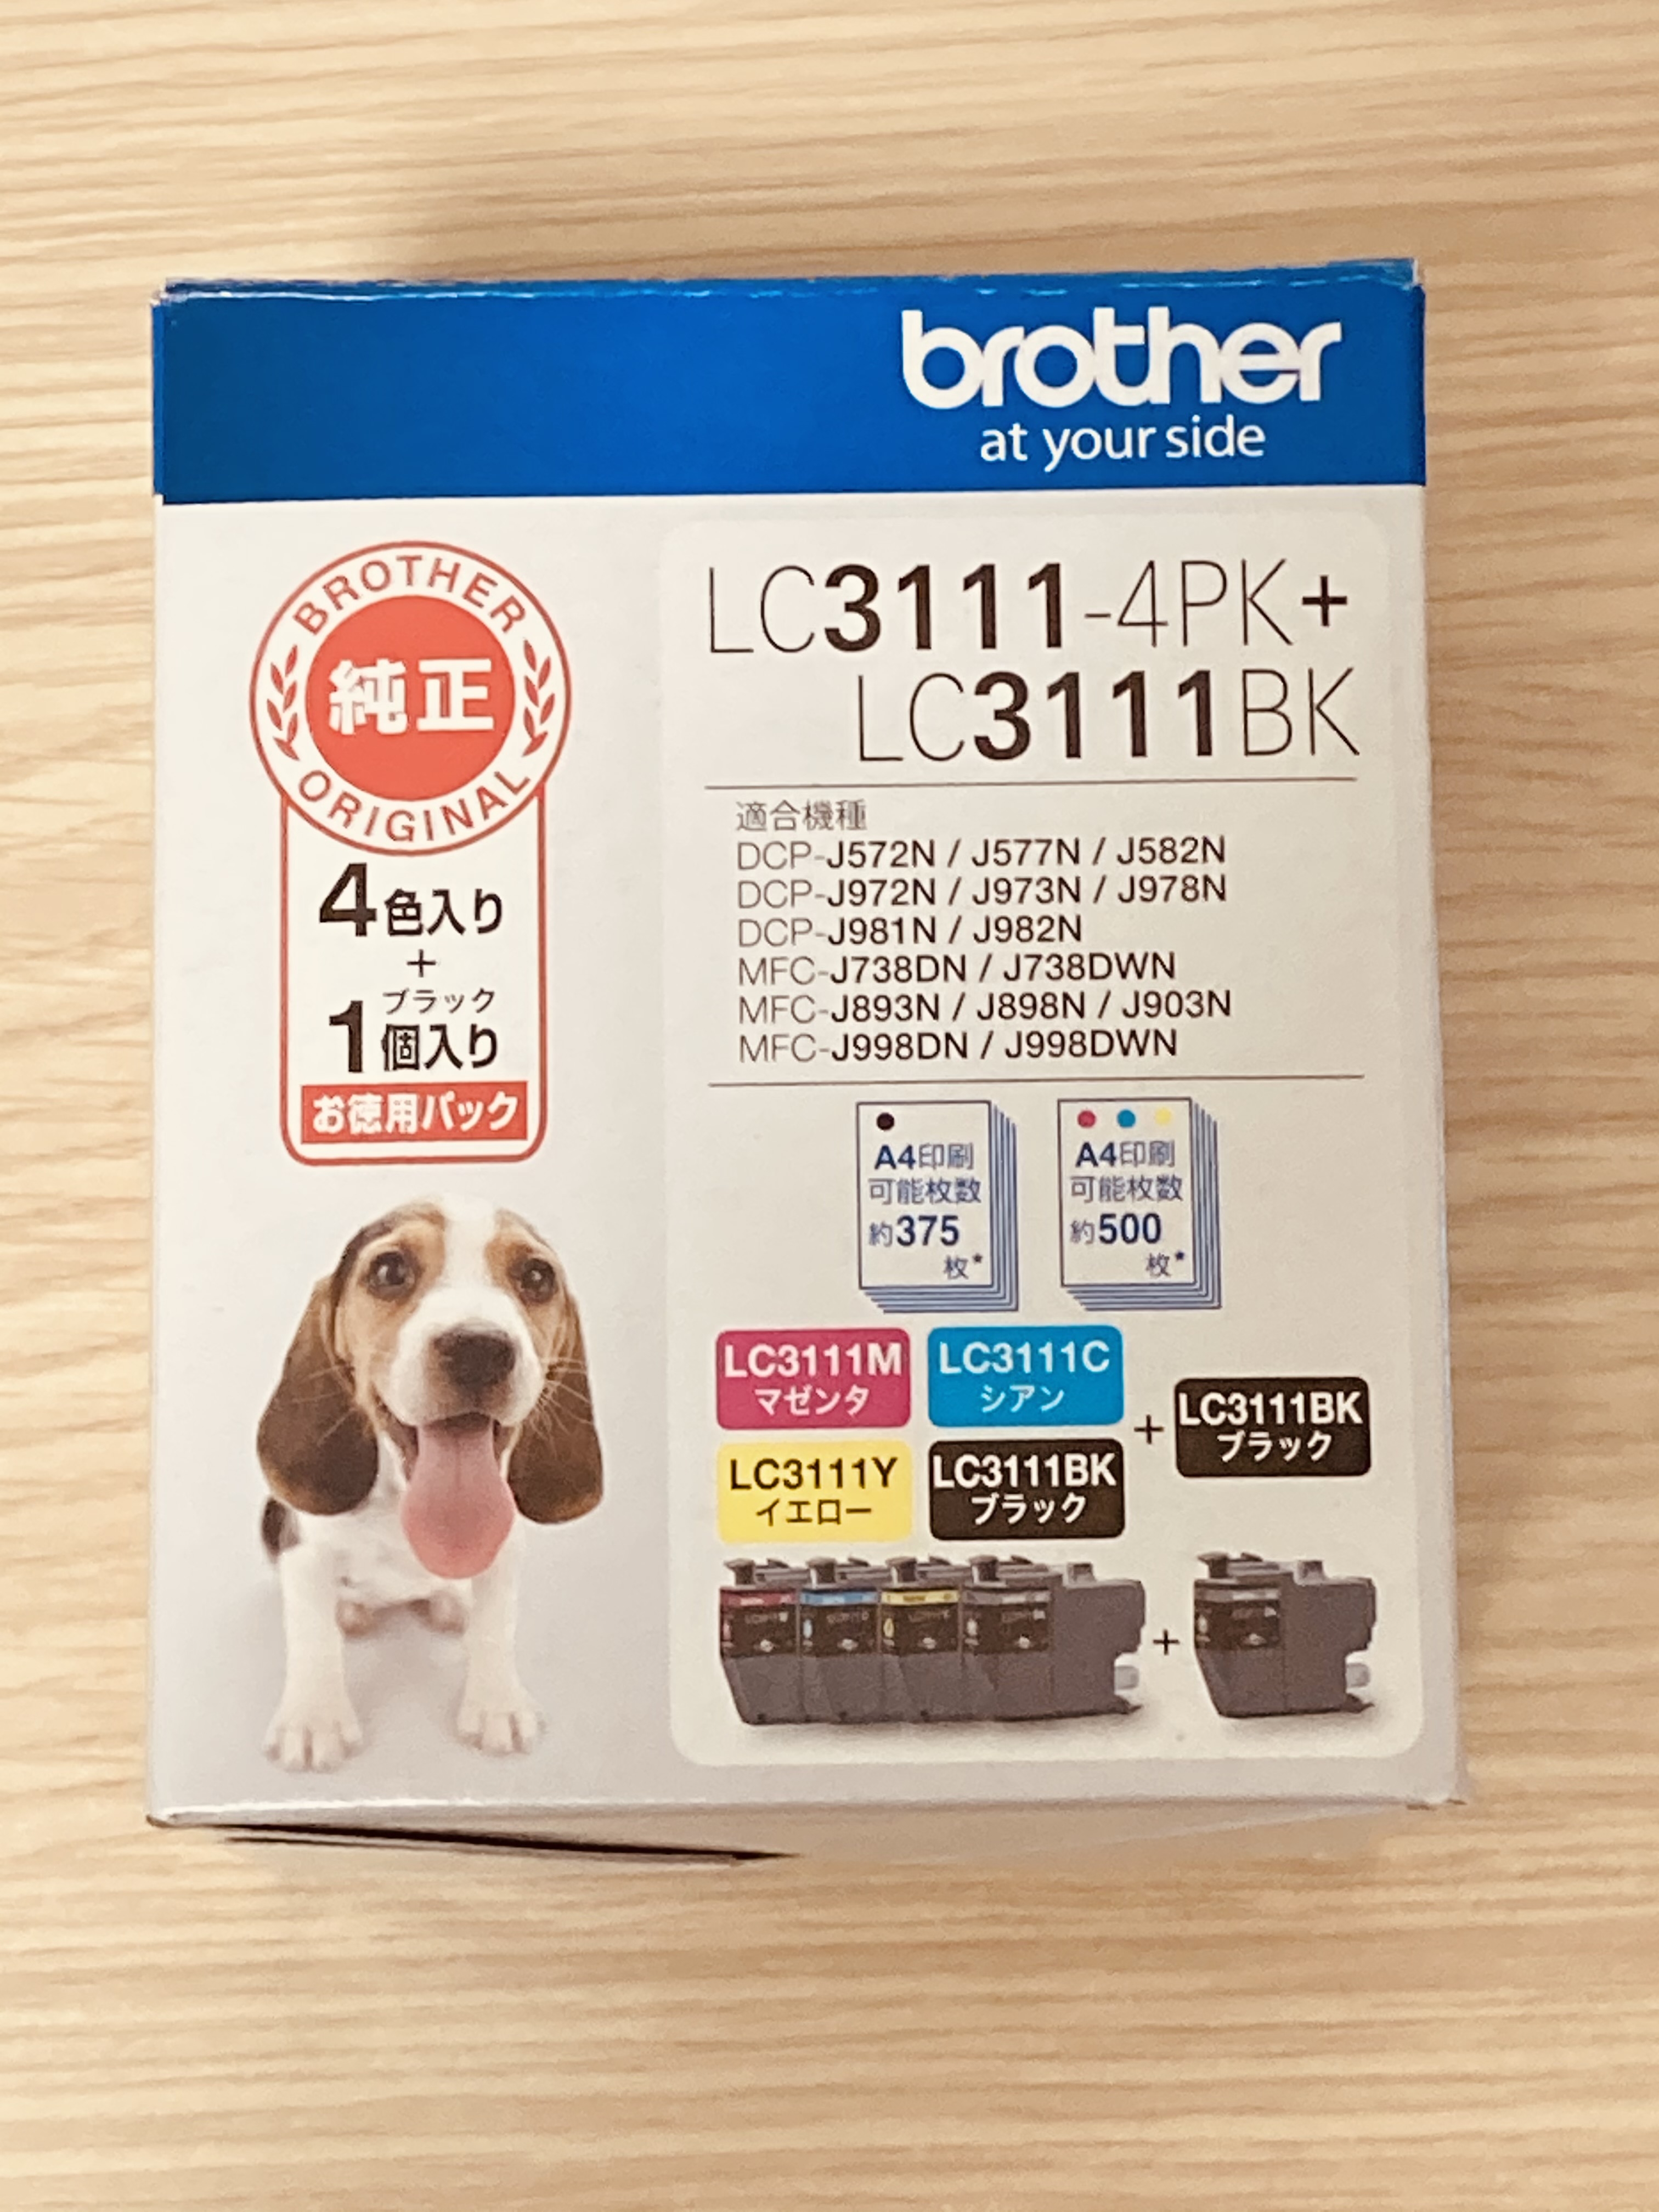 brother
at your side
BROTHER
純正
ORIGINAL
4色入り
+
ブラック
1個入り
お徳用パック
LC3111-4PK+
LC3111BK
適合機種
DCP-J572N / J577N / J582N
DCP-J972N / J973N / J978N
DCP-J981N / J982N
MFC-J738DN / J738DWN
MFC-J893N / J898N / J903N
MFC-J998DN / J998DWN
A4印刷
可能枚数
約375
枚*
A4印刷
可能枚数
約500
枚*
LC3111M
マゼンタ
LC3111C
シアン
LC3111Y
イエロー
LC3111BK
ブラック
+
LC3111BK
ブラック
+